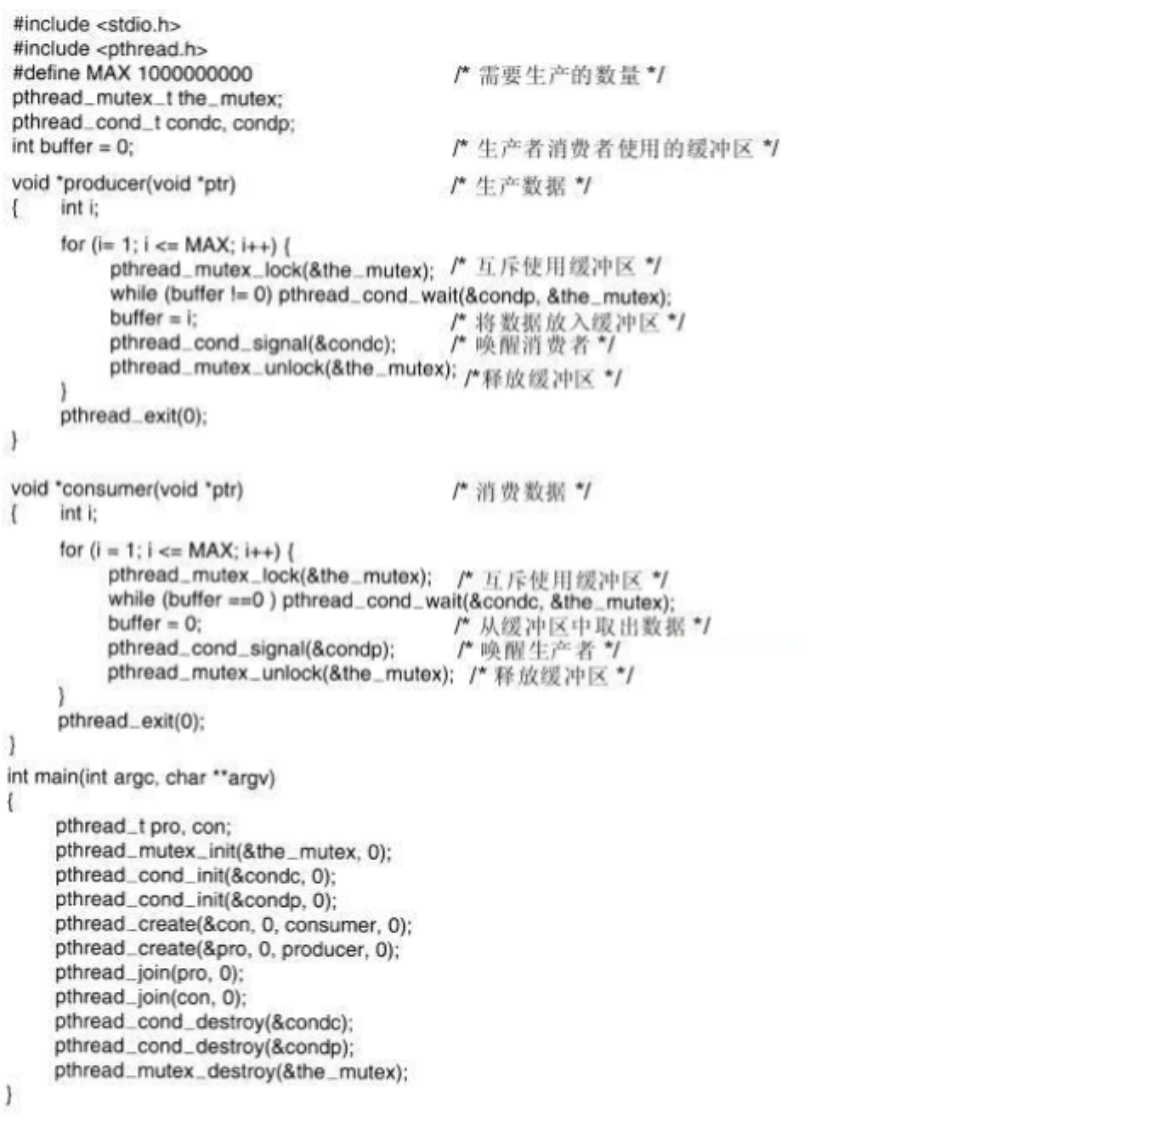 #include <stdio.h>
#include <pthread.h>
#define MAX 1000000000 /* 需要生产的数量 */
pthread_mutex_t the_mutex;
pthread_cond_t condc, condp;
int buffer = 0; /* 生产者消费者使用的缓冲区 */
void *producer(void *ptr) /* 生产数据 */
{ int i;
for (i= 1; i <= MAX; i++) {
pthread_mutex_lock(&the_mutex); /* 互斥使用缓冲区 */
while (buffer != 0) pthread_cond_wait(&condp, &the_mutex);
buffer = i; /* 将数据放入缓冲区 */
pthread_cond_signal(&condc); /* 唤醒消费者 */
pthread_mutex_unlock(&the_mutex); /*释放缓冲区 */
}
pthread_exit(0);
}
void *consumer(void *ptr) /* 消费数据 */
{ int i;
for (i = 1; i <= MAX; i++) {
pthread_mutex_lock(&the_mutex); /* 互斥使用缓冲区 */
while (buffer ==0 ) pthread_cond_wait(&condc, &the_mutex);
buffer = 0; /* 从缓冲区中取出数据 */
pthread_cond_signal(&condp); /* 唤醒生产者 */
pthread_mutex_unlock(&the_mutex); /* 释放缓冲区 */
}
pthread_exit(0);
}
int main(int argc, char **argv)
{
pthread_t pro, con;
pthread_mutex_init(&the_mutex, 0);
pthread_cond_init(&condc, 0);
pthread_cond_init(&condp, 0);
pthread_create(&con, 0, consumer, 0);
pthread_create(&pro, 0, producer, 0);
pthread_join(pro, 0);
pthread_join(con, 0);
pthread_cond_destroy(&condc);
pthread_cond_destroy(&condp);
pthread_mutex_destroy(&the_mutex);
}